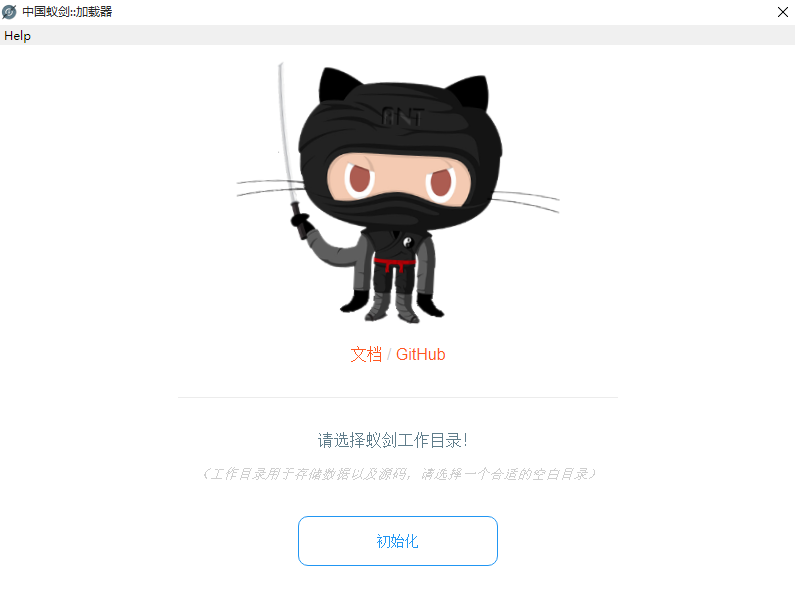 中国蚁剑::加载器
Help
ANT
文档 / GitHub
请选择蚁剑工作目录！
（工作目录用于存储数据以及源码，请选择一个合适的空白目录）
初始化